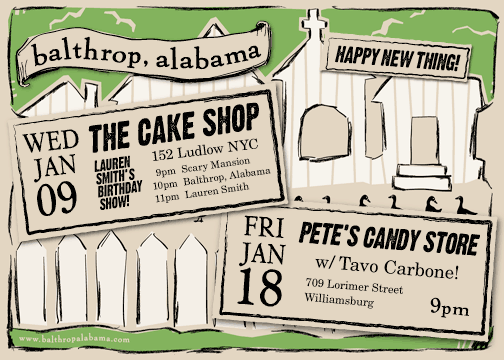 balthrop, alabama
HAPPY NEW THING!
WED
JAN
09
THE CAKE SHOP
LAUREN
SMITH'S
BIRTHDAY
SHOW!
152 Ludlow NYC
9pm Scary Mansion
10pm Balthrop, Alabama
11pm Lauren Smith
FRI
JAN
18
PETE'S CANDY STORE
w/ Tavo Carbone!
709 Lorimer Street
Williamsburg
9pm
www.balthropalabama.com